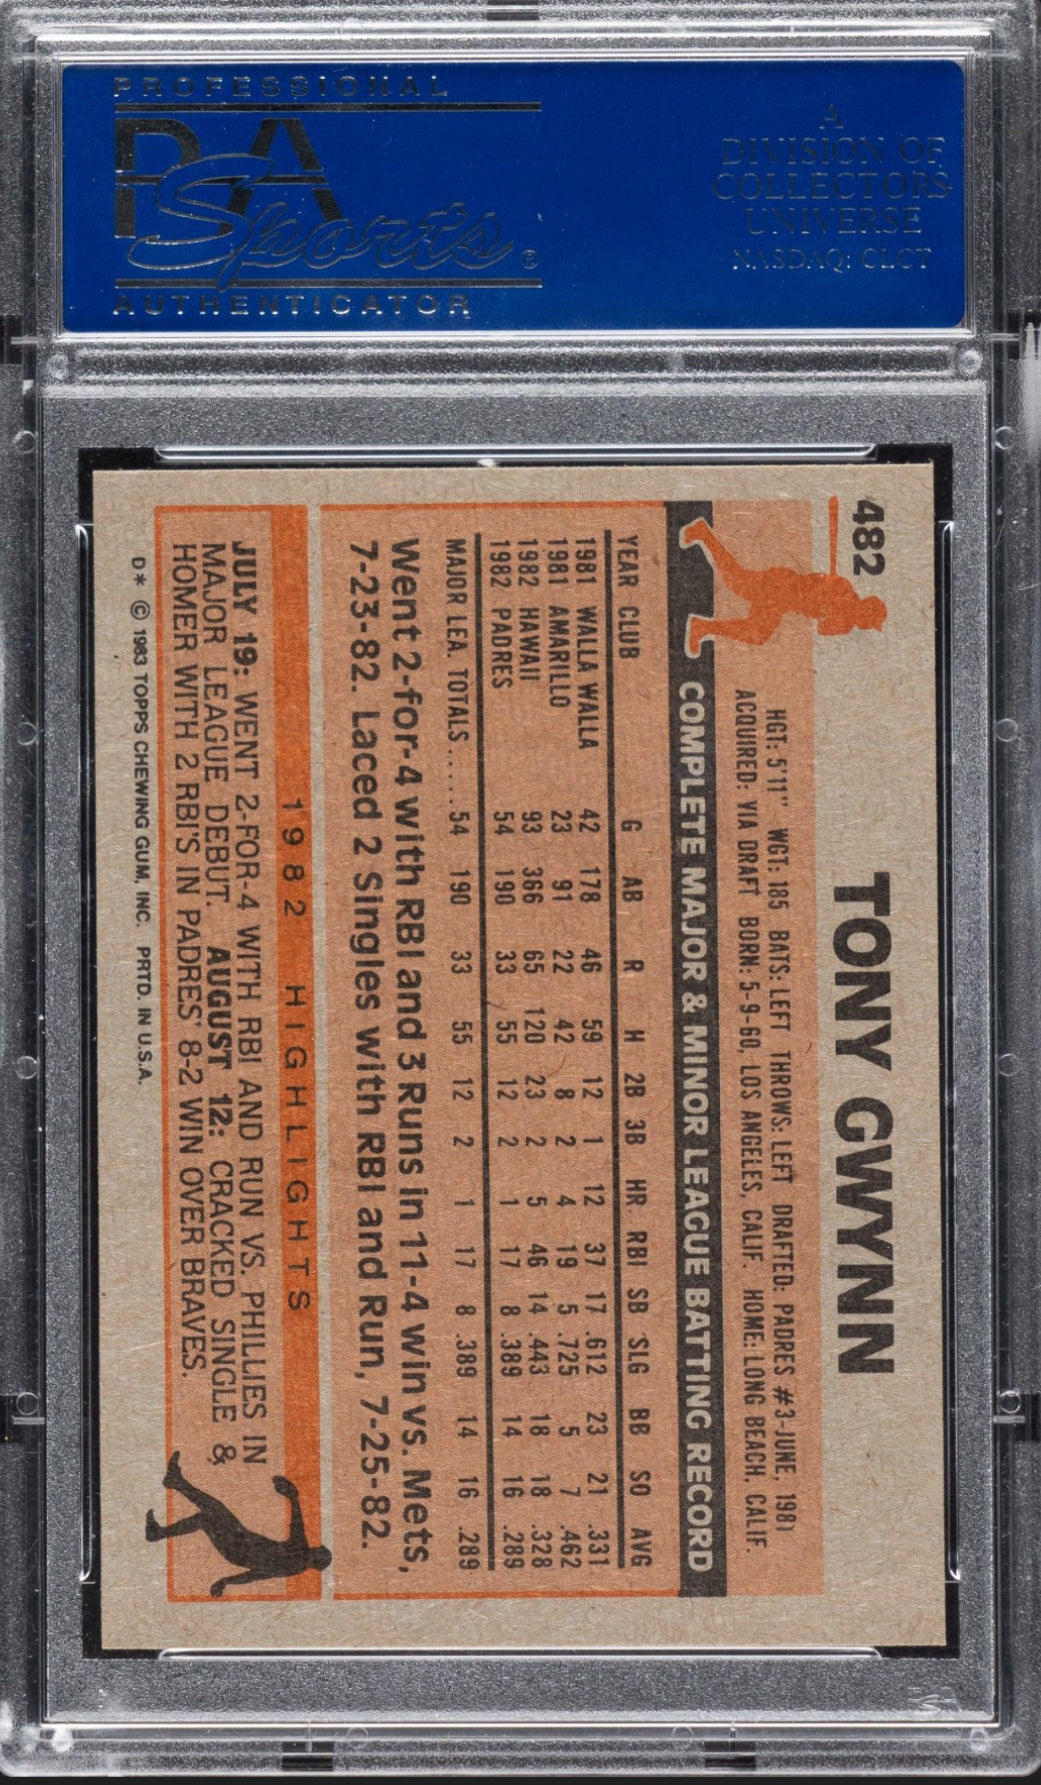 PROFESSIONAL
PSA
Sports®
AUTHENTICATOR
A
DIVISION OF
COLLECTORS
UNIVERSE
NASDAQ: CLCT
482
TONY GWYNN
HGT: 5'11" WGT: 185 BATS: LEFT THROWS: LEFT DRAFTED: PADRES #3-JUNE, 1981
ACQUIRED: VIA DRAFT BORN: 5-9-60, LOS ANGELES, CALIF. HOME: LONG BEACH, CALIF.
COMPLETE MAJOR & MINOR LEAGUE BATTING RECORD
YEAR CLUB G AB R H 2B 3B HR RBI SB SLG BB SO AVG
1981 WALLA WALLA 42 178 46 59 12 1 12 37 17 .612 23 21 .331
1981 AMARILLO 23 91 22 42 8 2 4 19 5 .725 5 7 .462
1982 HAWAII 93 366 65 120 23 2 5 46 14 .443 18 18 .328
1982 PADRES 54 190 33 55 12 2 1 17 8 .389 14 16 .289
MAJOR LEA. TOTALS.....54 190 33 55 12 2 1 17 8 .389 14 16 .289
Went 2-for-4 with RBI and 3 Runs in 11-4 win vs. Mets,
7-23-82. Laced 2 Singles with RBI and Run, 7-25-82.
1982 HIGHLIGHTS
JULY 19: WENT 2-FOR-4 WITH RBI AND RUN VS. PHILLIES IN
MAJOR LEAGUE DEBUT. AUGUST 12: CRACKED SINGLE &
HOMER WITH 2 RBI'S IN PADRES' 8-2 WIN OVER BRAVES.
D* © 1983 TOPPS CHEWING GUM, INC. PRTD. IN U.S.A.